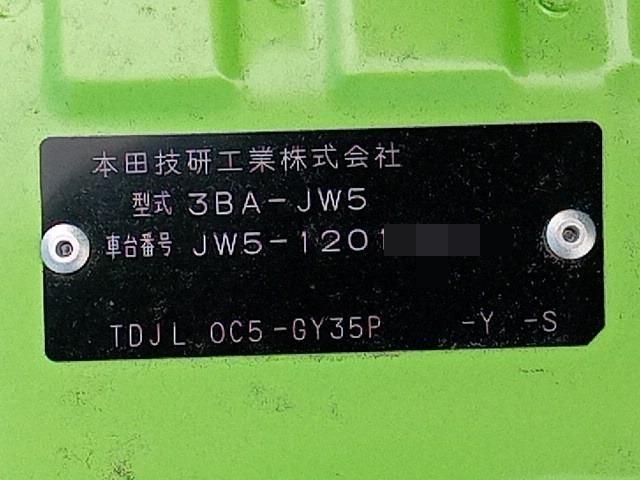 本田技研工業株式会社
型式 3BA-JW5
車台番号 JW5-1201
TDJL 0C5-GY35P -Y -S